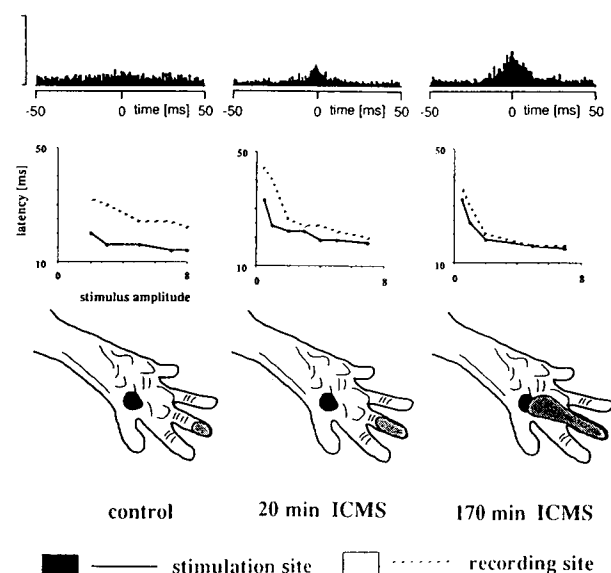 -50 0 time [ms] 50
-50 0 time [ms] 50
-50 0 time [ms] 50
50
latency [ms]
10
0 8
stimulus amplitude
50
10
0 8
50
10
0 8
control
20 min ICMS
170 min ICMS
stimulation site
recording site